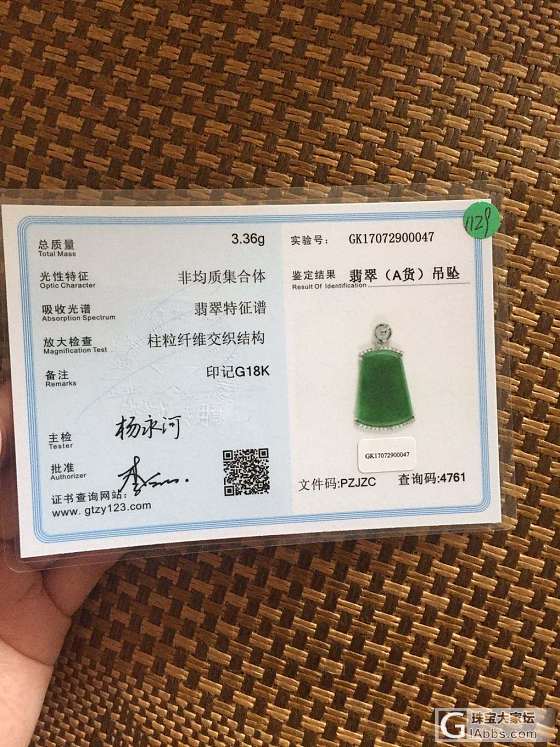 总质量 3.36g
Total Mass
光性特征 非均质集合体
Optic Character
吸收光谱 翡翠特征谱
Absorption Spectrum
放大检查 柱粒纤维交织结构
Magnification Test
备注 印记G18K
Remarks
主检 杨永河
Tester
批准
Authorizer
证书查询网站:
www.gtzy123.com
1129
实验号: GK17072900047
鉴定结果 翡翠（A货）吊坠
Result Of Identification
GK17072900047
文件码:PZJZC 查询码:4761
G 珠宝大家坛
GIAbbs.com